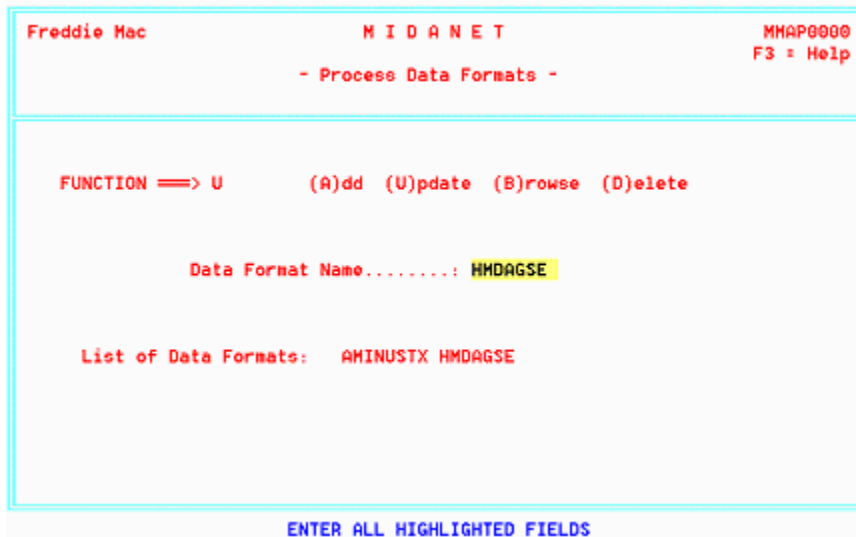 Freddie Mac M I D A N E T MMAP0000
F3 = Help
- Process Data Formats -
FUNCTION ===> U (A)dd (U)pdate (B)rowse (D)elete
Data Format Name........: HMDAGSE
List of Data Formats: AMINUSTX HMDAGSE
ENTER ALL HIGHLIGHTED FIELDS